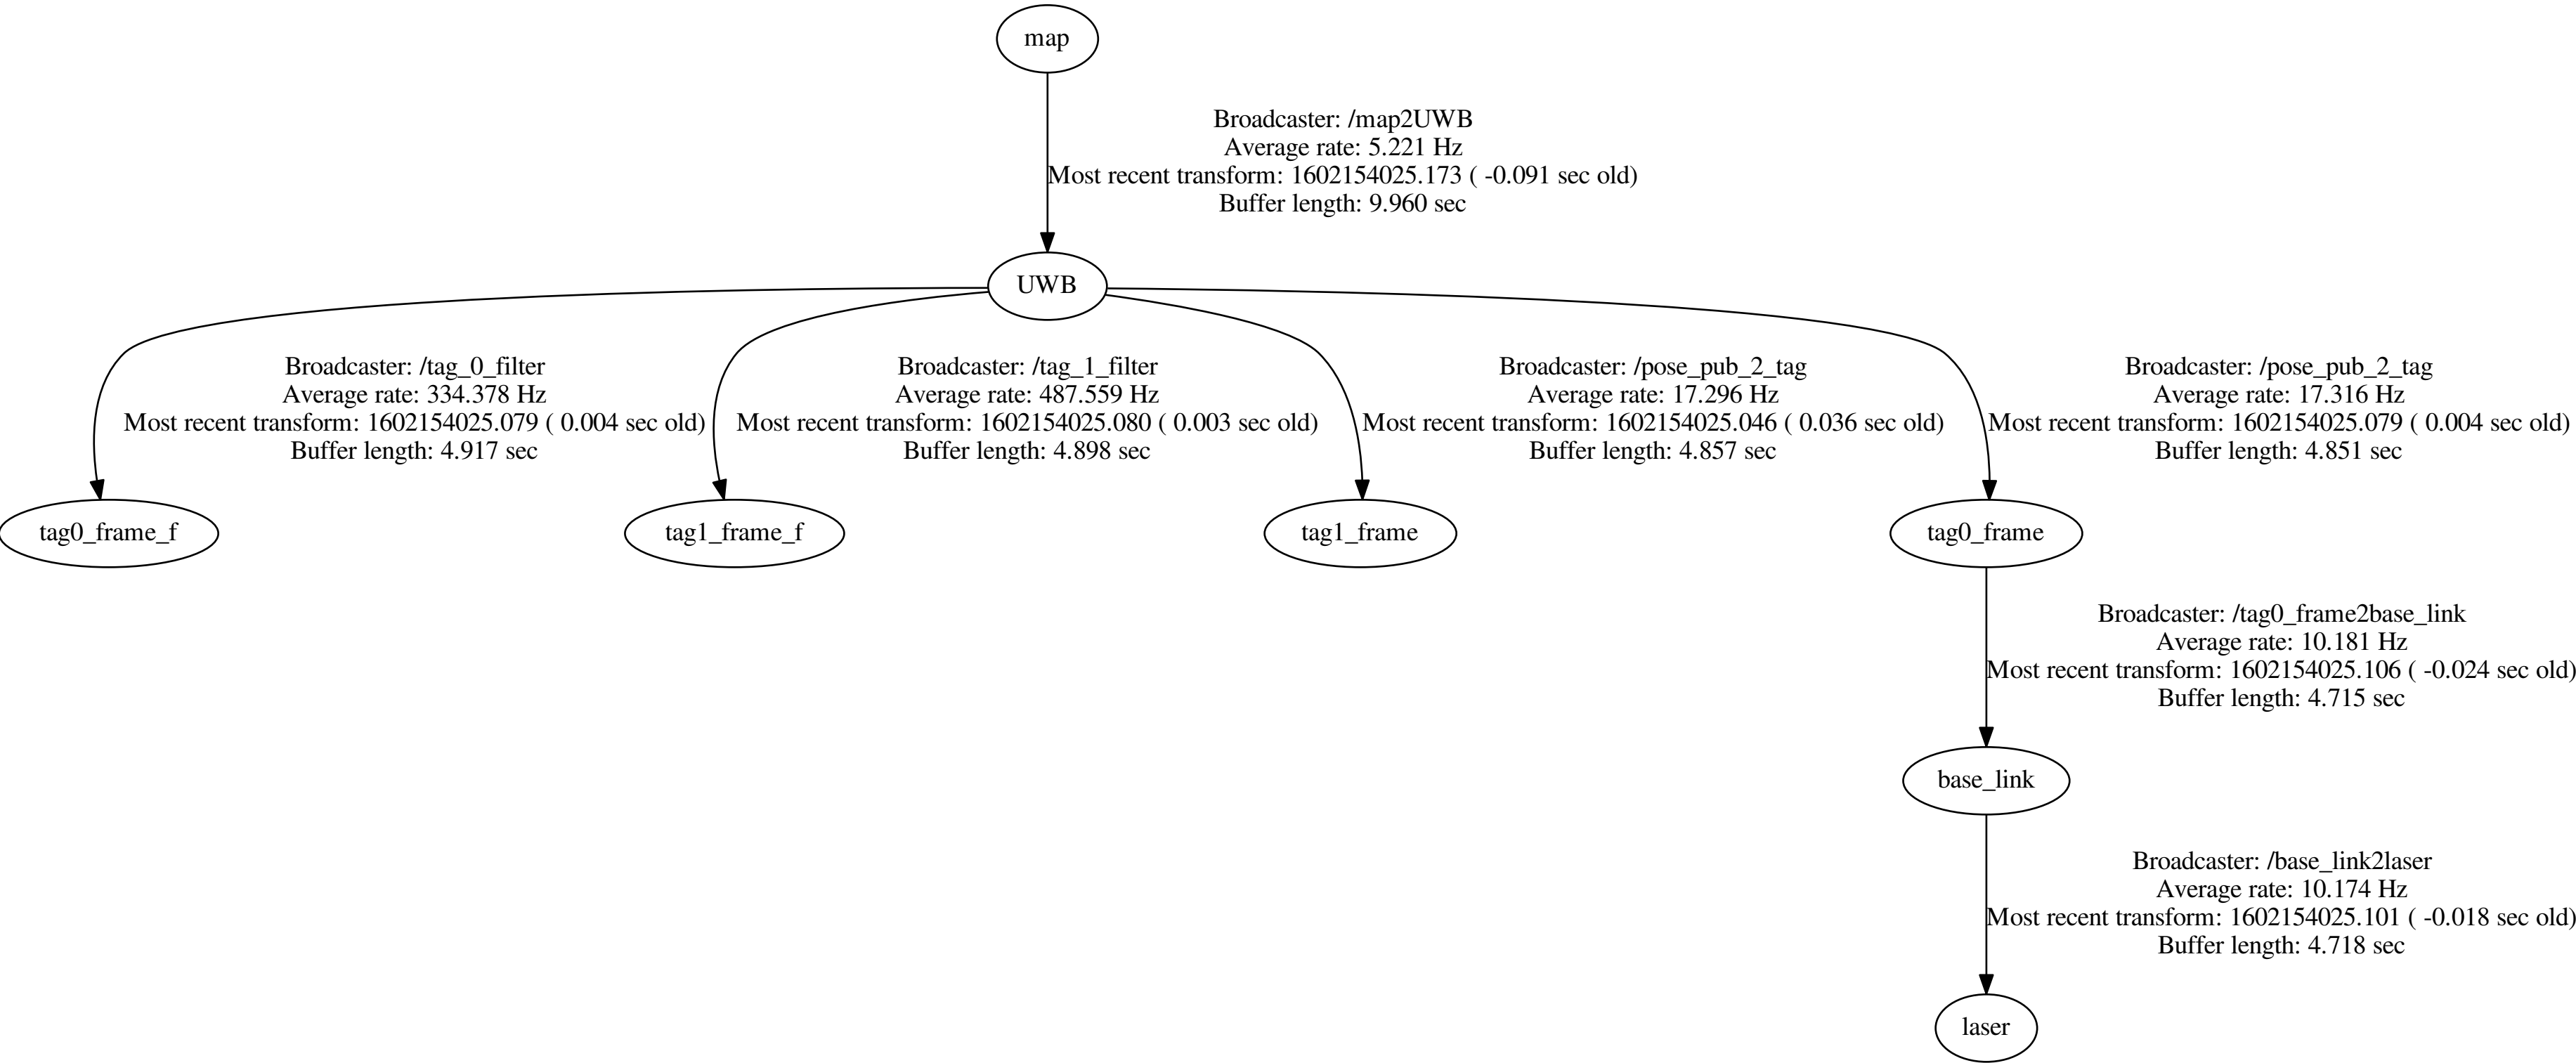 map
Broadcaster: /map2UWB
Average rate: 5.221 Hz
Most recent transform: 1602154025.173 ( -0.091 sec old)
Buffer length: 9.960 sec
UWB
Broadcaster: /tag_0_filter
Average rate: 334.378 Hz
Most recent transform: 1602154025.079 ( 0.004 sec old)
Buffer length: 4.917 sec
Broadcaster: /tag_1_filter
Average rate: 487.559 Hz
Most recent transform: 1602154025.080 ( 0.003 sec old)
Buffer length: 4.898 sec
Broadcaster: /pose_pub_2_tag
Average rate: 17.296 Hz
Most recent transform: 1602154025.046 ( 0.036 sec old)
Buffer length: 4.857 sec
Broadcaster: /pose_pub_2_tag
Average rate: 17.316 Hz
Most recent transform: 1602154025.079 ( 0.004 sec old)
Buffer length: 4.851 sec
tag0_frame_f
tag1_frame_f
tag1_frame
tag0_frame
Broadcaster: /tag0_frame2base_link
Average rate: 10.181 Hz
Most recent transform: 1602154025.106 ( -0.024 sec old)
Buffer length: 4.715 sec
base_link
Broadcaster: /base_link2laser
Average rate: 10.174 Hz
Most recent transform: 1602154025.101 ( -0.018 sec old)
Buffer length: 4.718 sec
laser